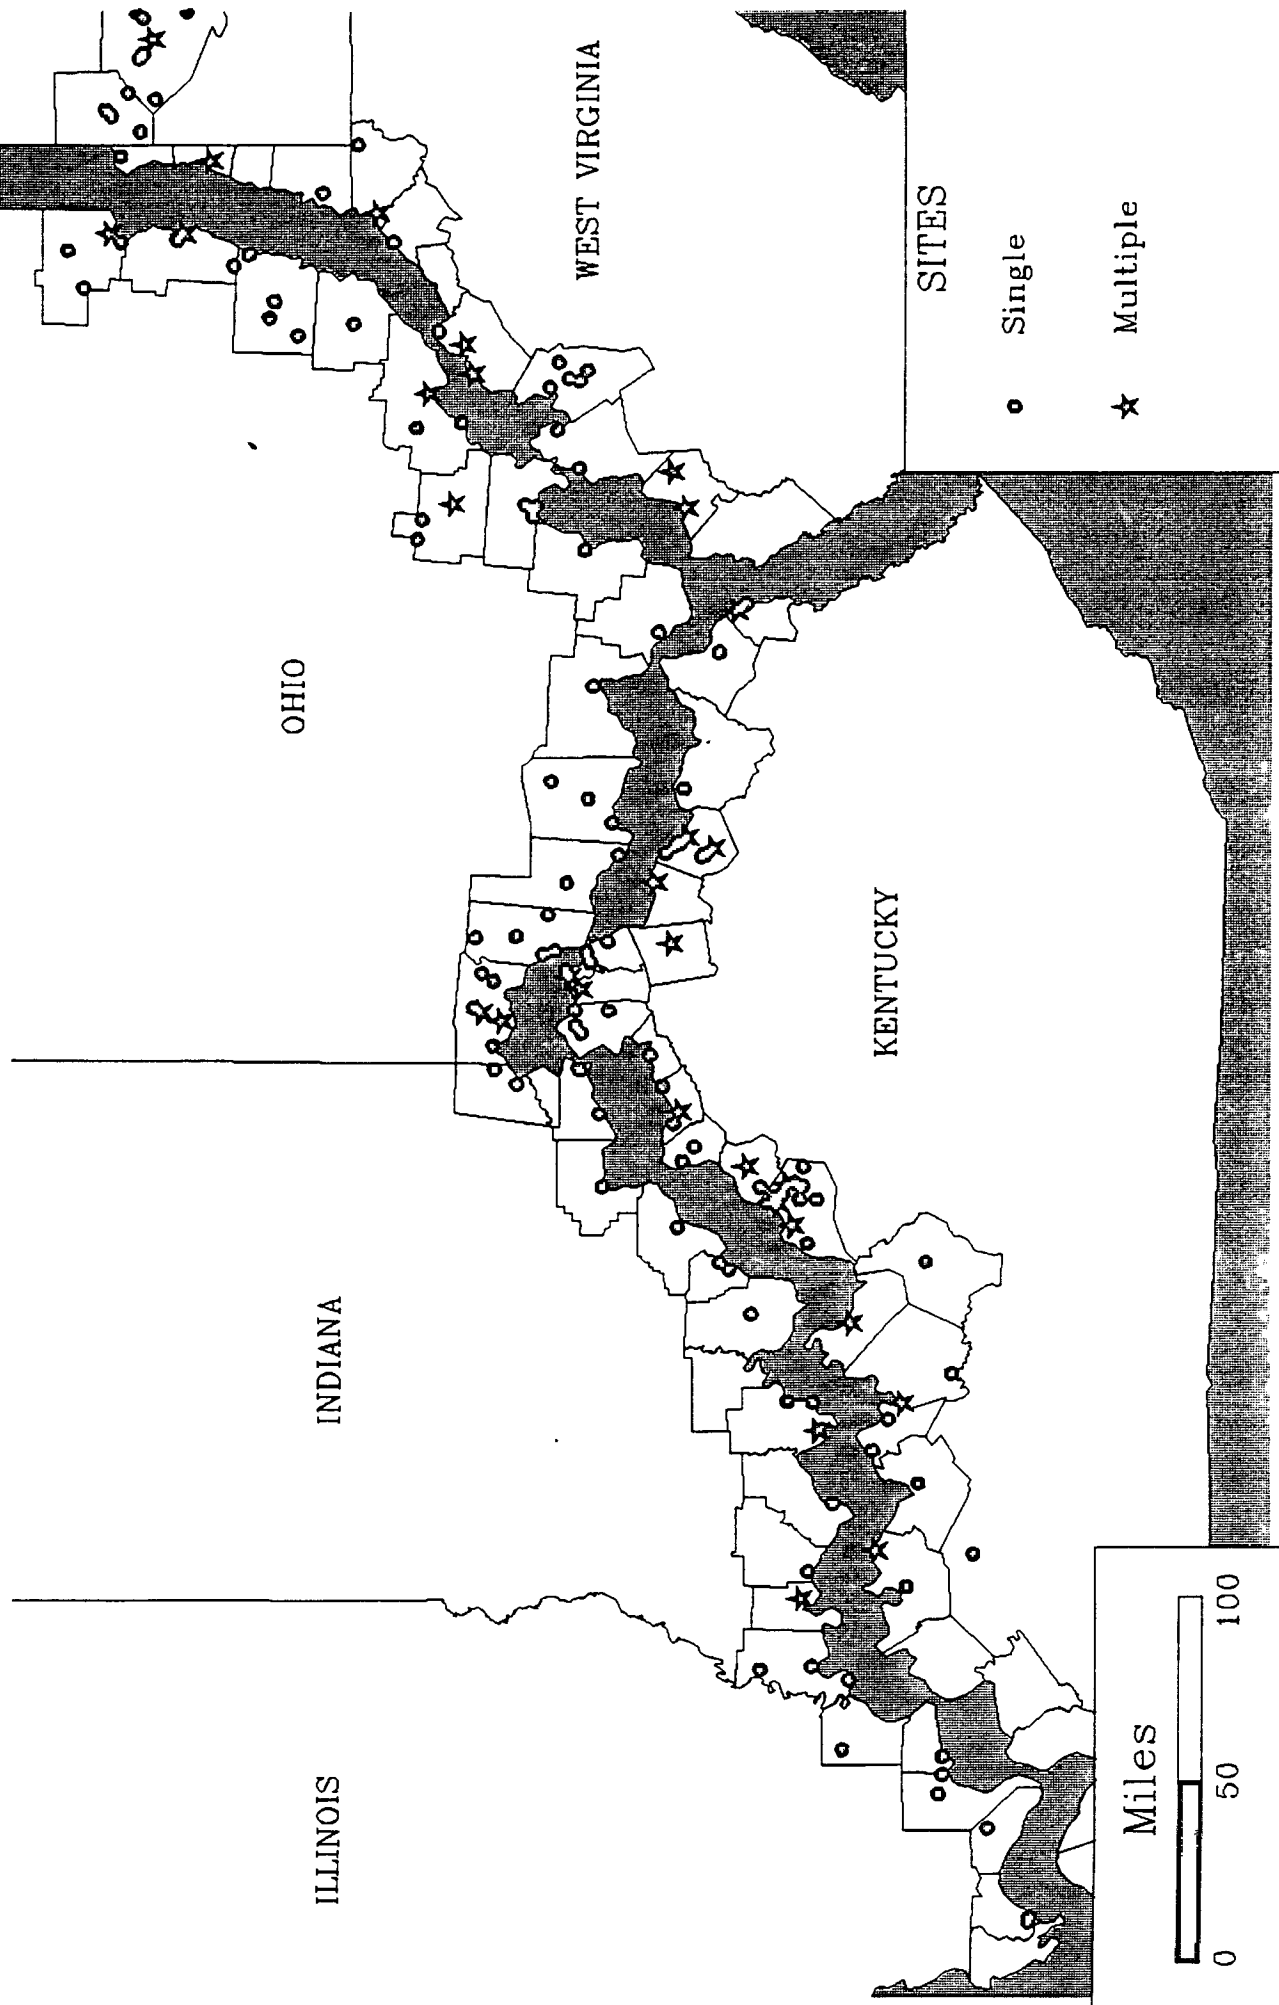 ILLINOIS
INDIANA
OHIO
KENTUCKY
WEST VIRGINIA
SITES
Single
Multiple
Miles
0 50 100